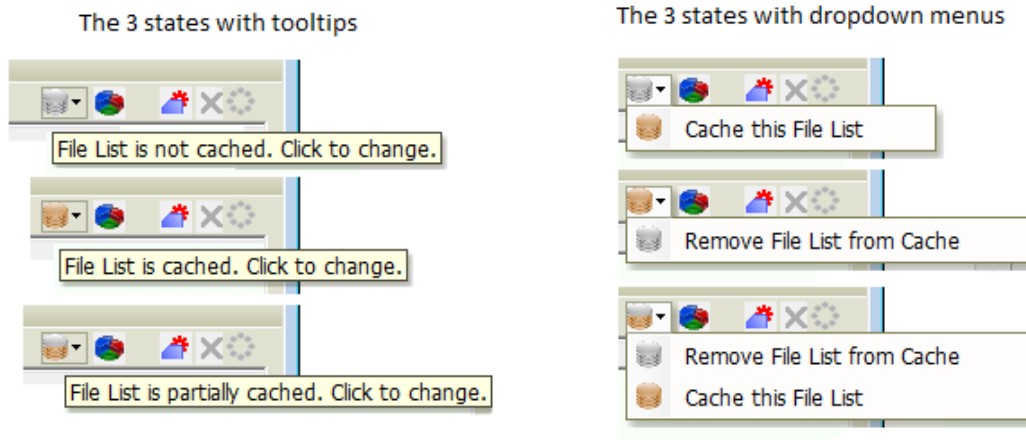 The 3 states with tooltips
File List is not cached. Click to change.
File List is cached. Click to change.
File List is partially cached. Click to change.
The 3 states with dropdown menus
Cache this File List
Remove File List from Cache
Remove File List from Cache
Cache this File List